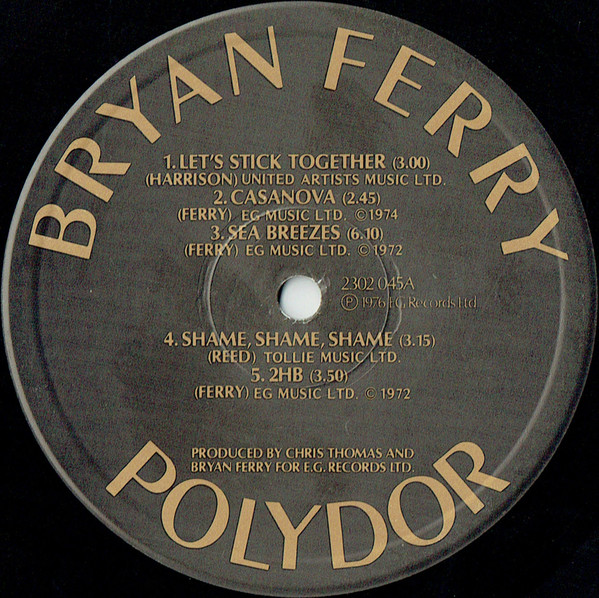 BRYAN FERRY
1. LET'S STICK TOGETHER (3.00)
(HARRISON) UNITED ARTISTS MUSIC LTD.
2. CASANOVA (2.45)
(FERRY) EG MUSIC LTD. ©1974
3. SEA BREEZES (6.10)
(FERRY) EG MUSIC LTD. ©1972
2302 045A
℗ 1976 E.G. Records Ltd
4. SHAME, SHAME, SHAME (3.15)
(REED) TOLLIE MUSIC LTD.
5. 2HB (3.50)
(FERRY) EG MUSIC LTD. ©1972
PRODUCED BY CHRIS THOMAS AND
BRYAN FERRY FOR E.G. RECORDS LTD.
POLYDOR